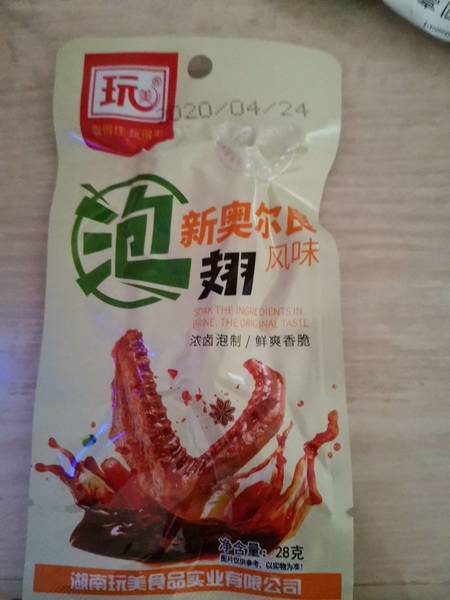 玩美®
2020/04/24
泡翅
新奥尔良
风味
SOAK THE INGREDIENTS IN
BRINE, THE ORIGINAL TASTE
浓卤泡制/鲜爽香脆
净含量：28克
图片仅供参考，以实物为准！
湖南玩美食品实业有限公司